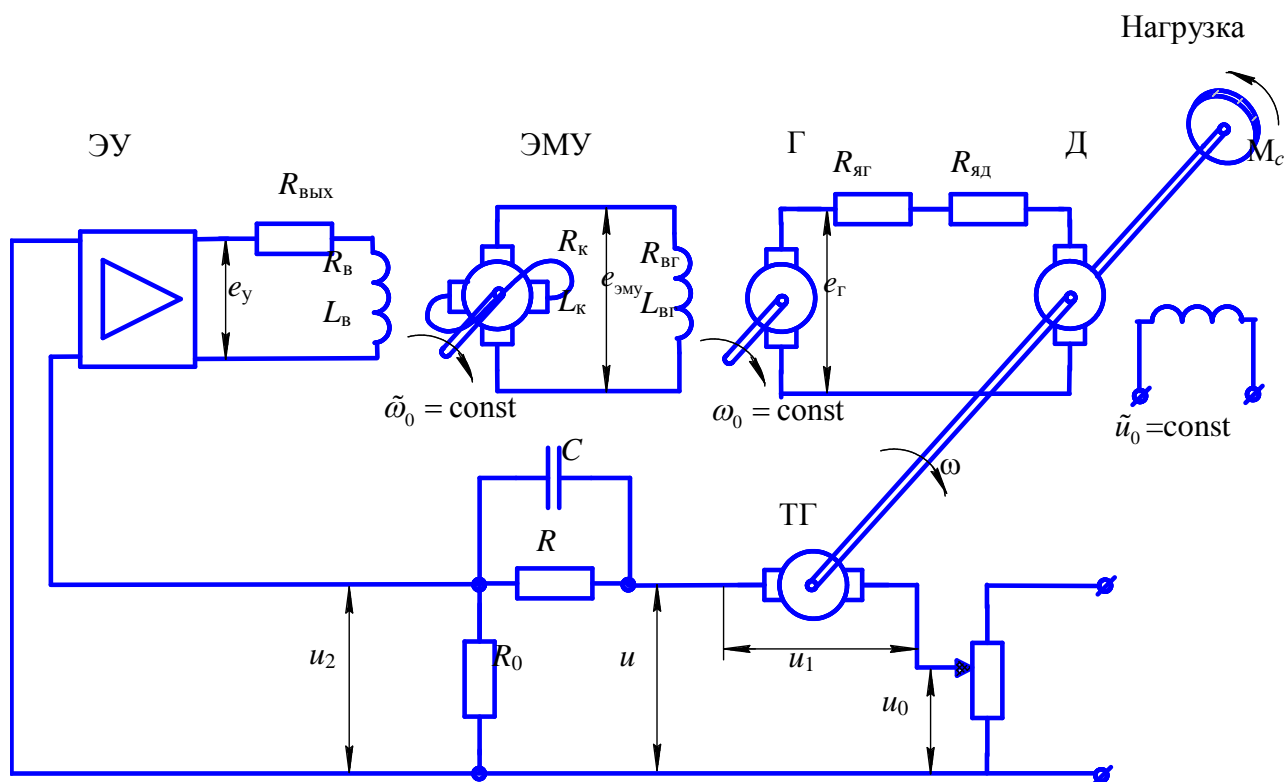 Нагрузка
ЭУ
ЭМУ
Г
Д
M_c
R_вых
R_яг
R_яд
R_в
L_в
e_у
R_к
L_к
e_эму
R_вг
L_вг
e_г
ω̃_0 = const
ω_0 = const
ũ_0 =const
C
ω
ТГ
R
u_2
R_0
u
u_1
u_0